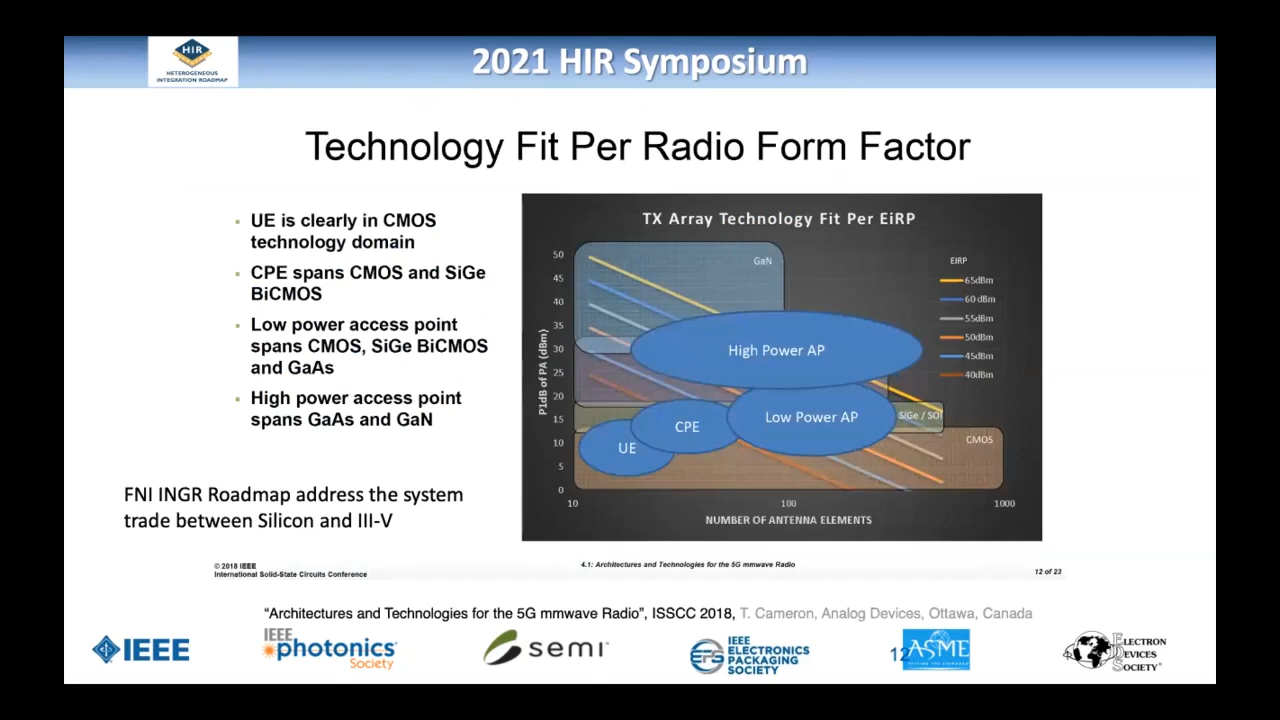 HIR
HETEROGENEOUS
INTEGRATION ROADMAP
2021 HIR Symposium
Technology Fit Per Radio Form Factor
UE is clearly in CMOS
technology domain
CPE spans CMOS and SiGe
BiCMOS
Low power access point
spans CMOS, SiGe BiCMOS
and GaAs
High power access point
spans GaAs and GaN
FNI INGR Roadmap address the system
trade between Silicon and III-V
TX Array Technology Fit Per EiRP
P1dB of PA (dBm)
50
45
40
35
30
25
20
15
10
5
0
10
100
1000
NUMBER OF ANTENNA ELEMENTS
GaN
High Power AP
Low Power AP
CPE
UE
SiGe / SOI
CMOS
EIRP
65dBm
60 dBm
55dBm
50dBm
45dBm
40dBm
© 2018 IEEE
International Solid-State Circuits Conference
4.1: Architectures and Technologies for the 5G mmwave Radio
12 of 23
“Architectures and Technologies for the 5G mmwave Radio”, ISSCC 2018, T. Cameron, Analog Devices, Ottawa, Canada
IEEE
IEEE
photonics
Society
semi
EPS
IEEE
ELECTRONICS
PACKAGING
SOCIETY
12
ASME
SETTING THE STANDARD
EDS
ELECTRON
DEVICES
SOCIETY®